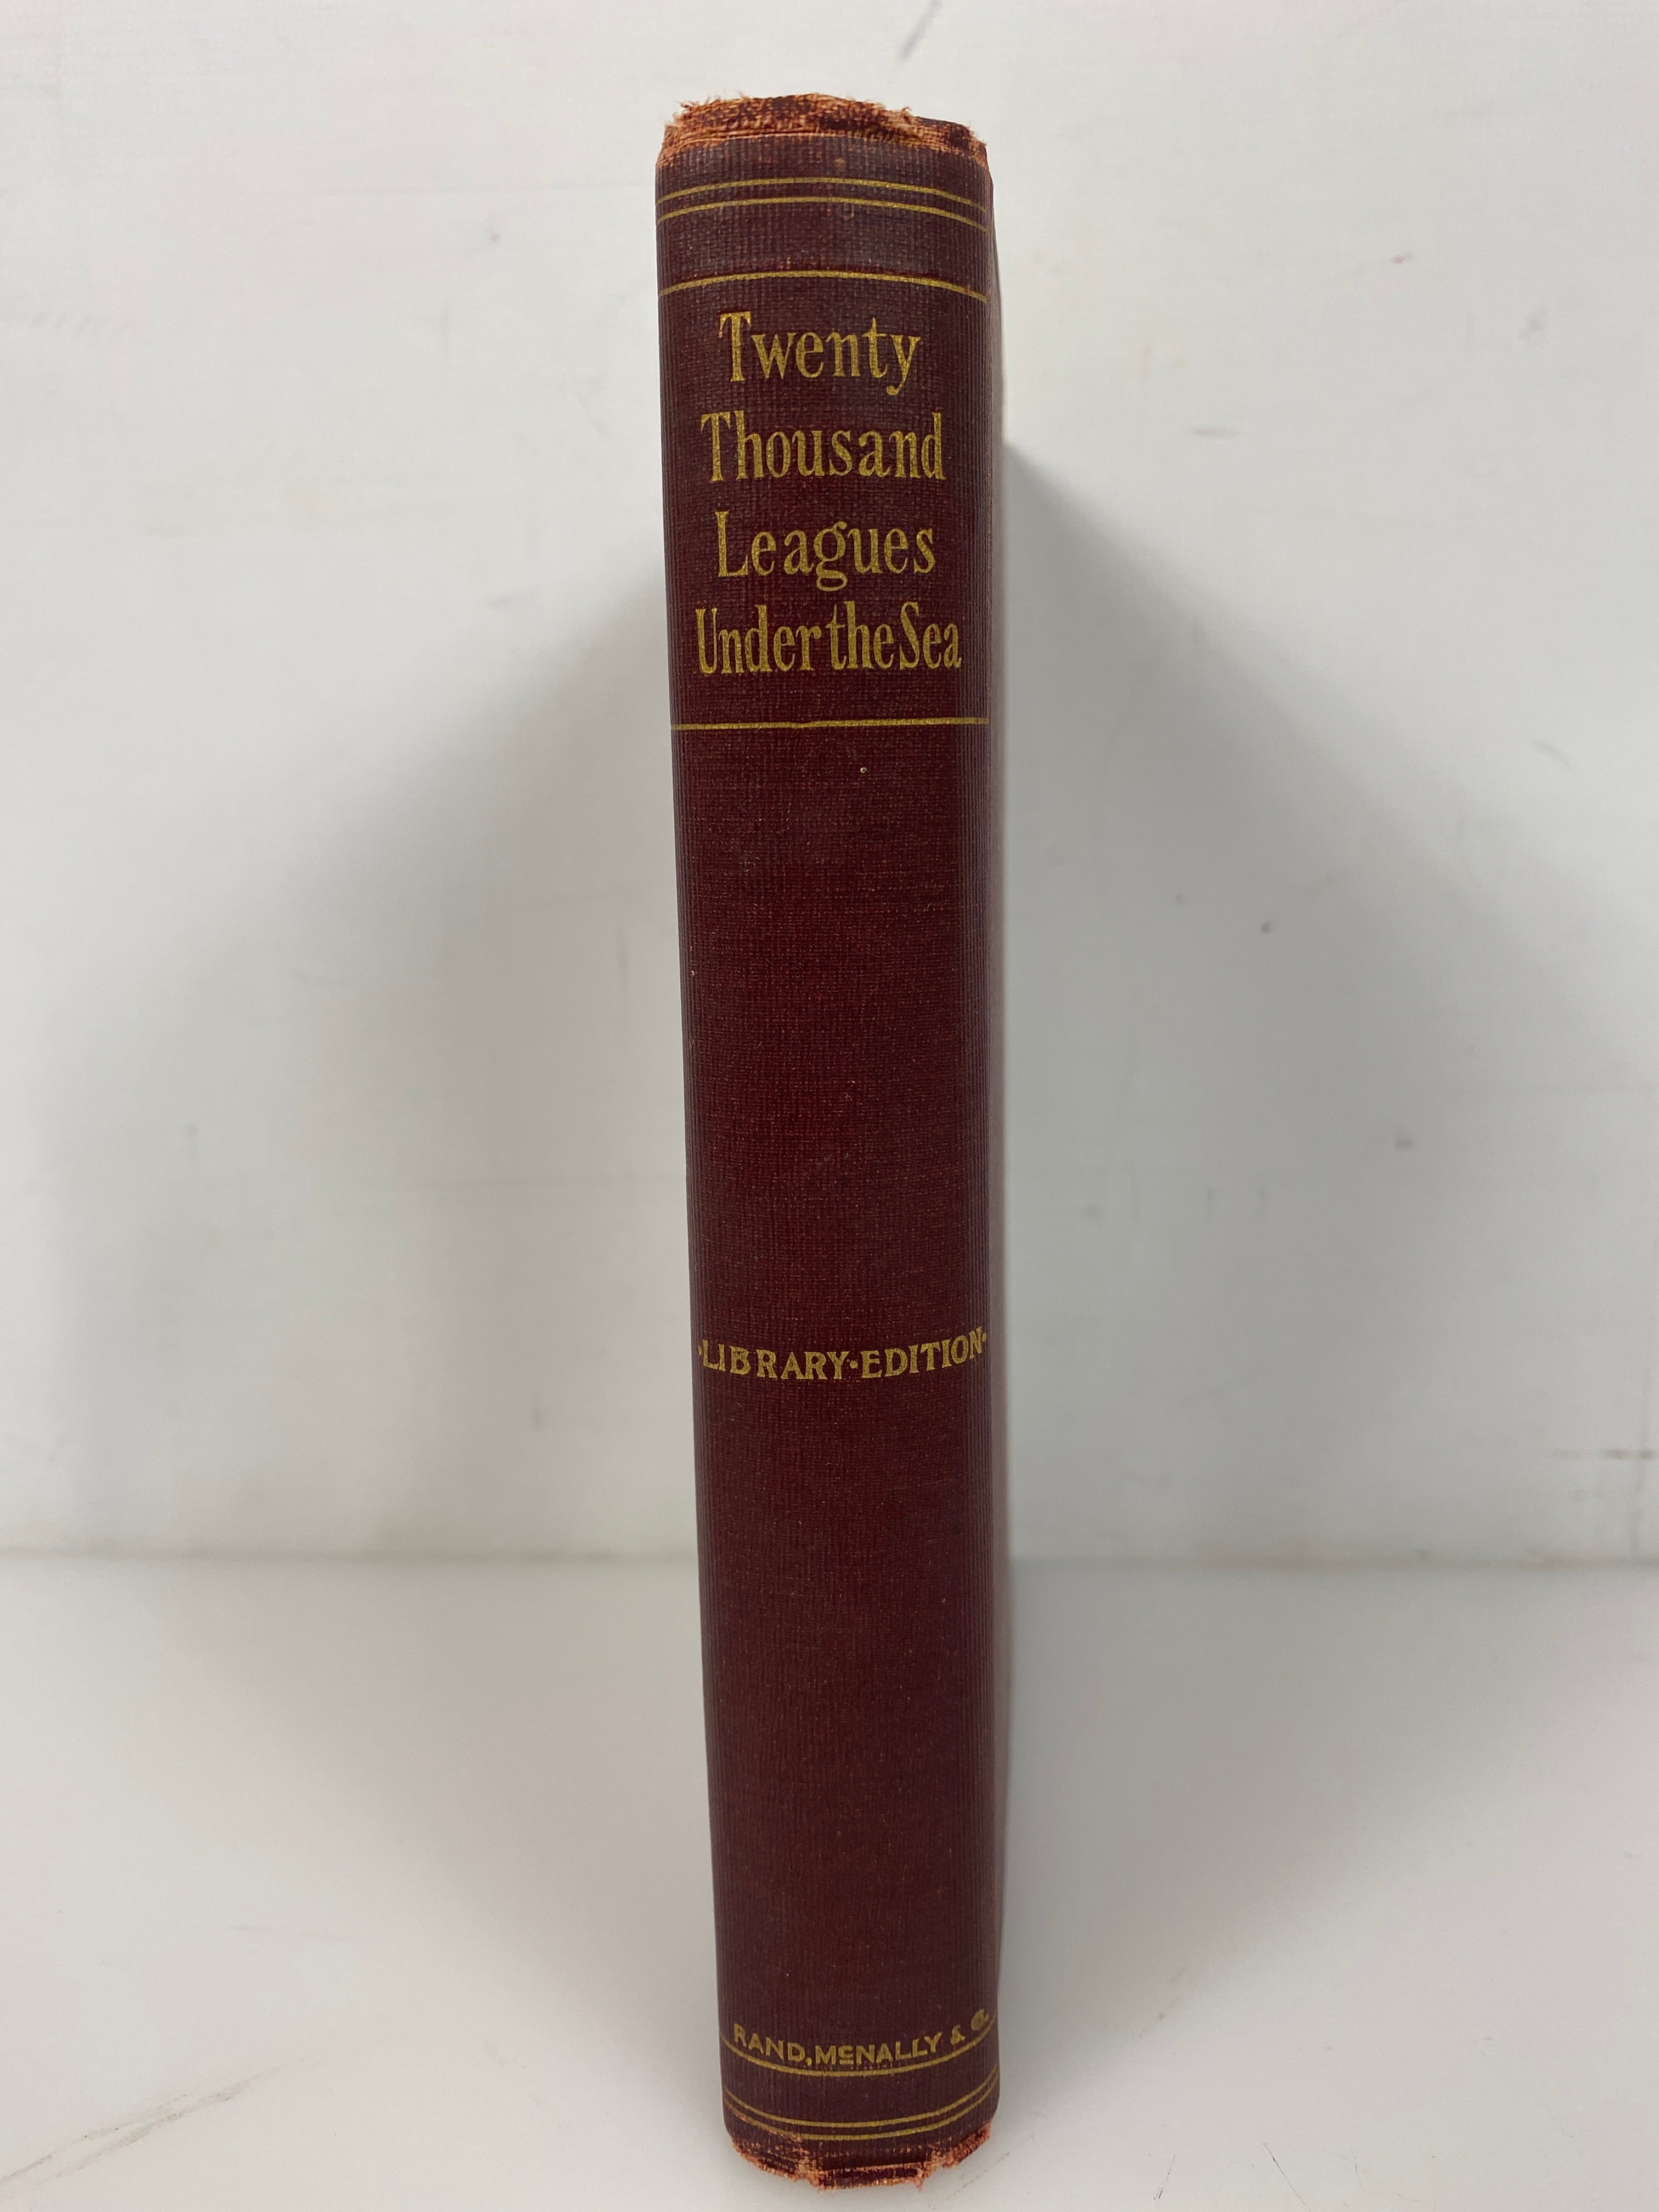 Twenty
Thousand
Leagues
Under the Sea
·LIBRARY·EDITION·
RAND, McNALLY & Co.